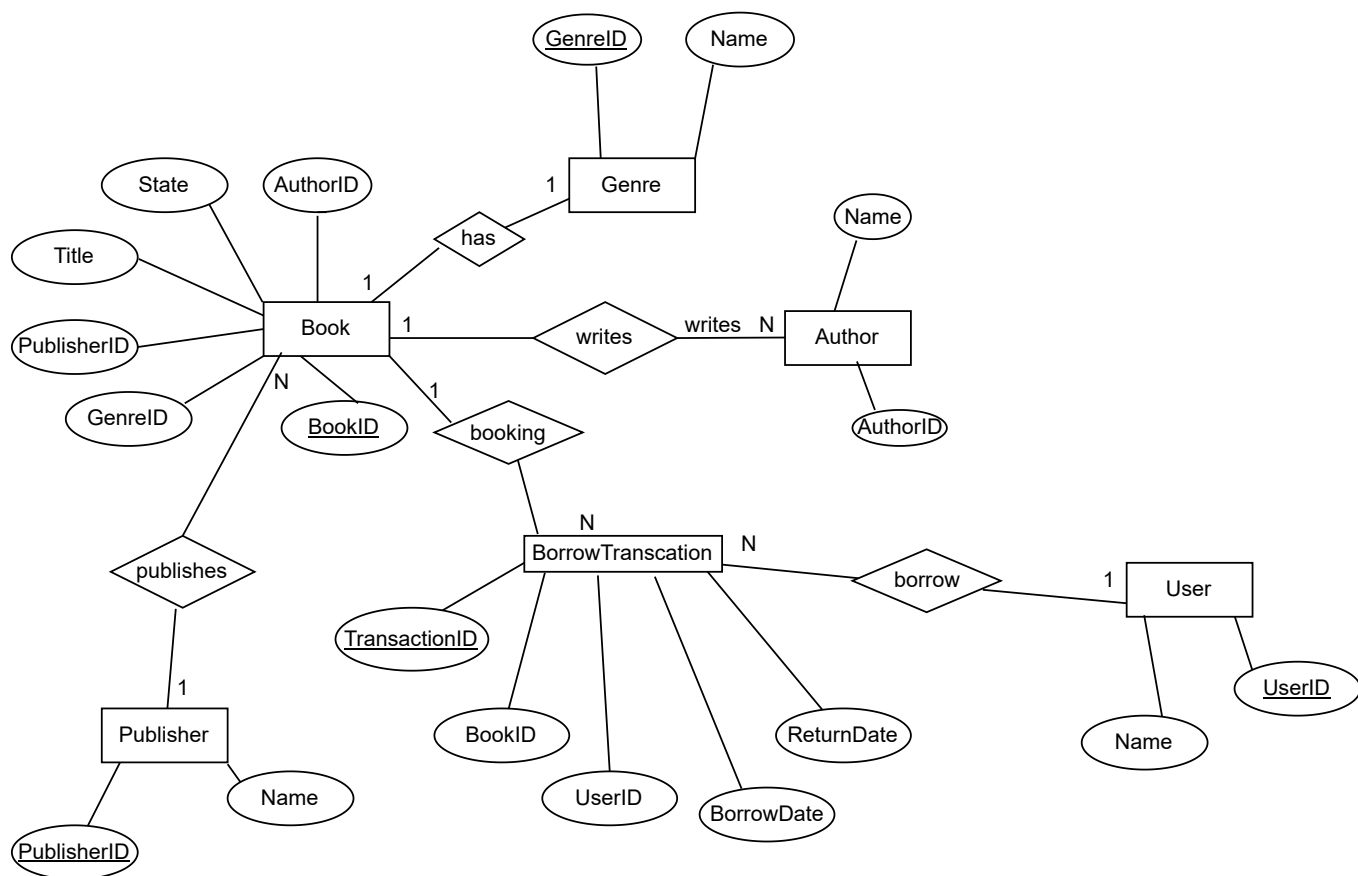 GenreID
Name
State
AuthorID
1
Genre
Name
has
Title
1
Book
1
writes
writes
N
Author
PublisherID
N
1
GenreID
BookID
booking
AuthorID
N
BorrowTranscation
N
borrow
1
User
publishes
TransactionID
UserID
1
Publisher
BookID
ReturnDate
Name
Name
UserID
BorrowDate
PublisherID